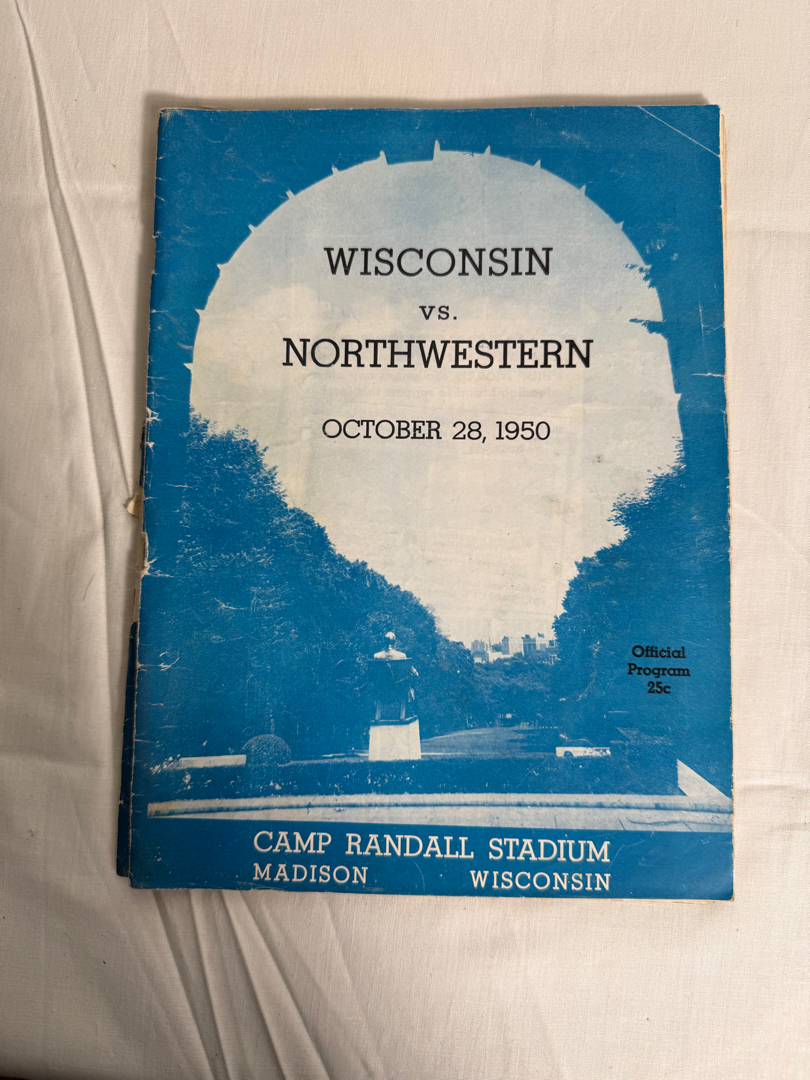 WISCONSIN
VS.
NORTHWESTERN
OCTOBER 28, 1950
Official
Program
25c
CAMP RANDALL STADIUM
MADISON WISCONSIN